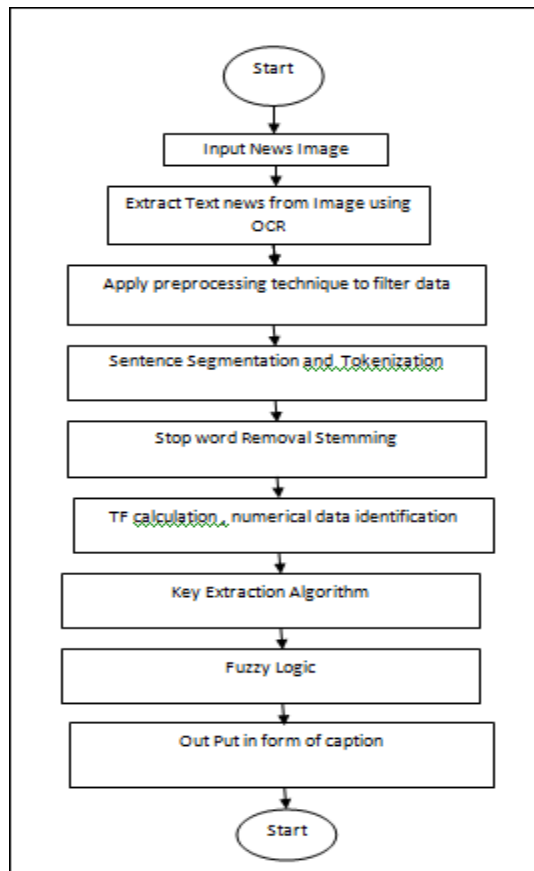 Start
Input News Image
Extract Text news from Image using
OCR
Apply preprocessing technique to filter data
Sentence Segmentation and Tokenization
Stop word Removal Stemming
TF calculation , numerical data identification
Key Extraction Algorithm
Fuzzy Logic
Out Put in form of caption
Start